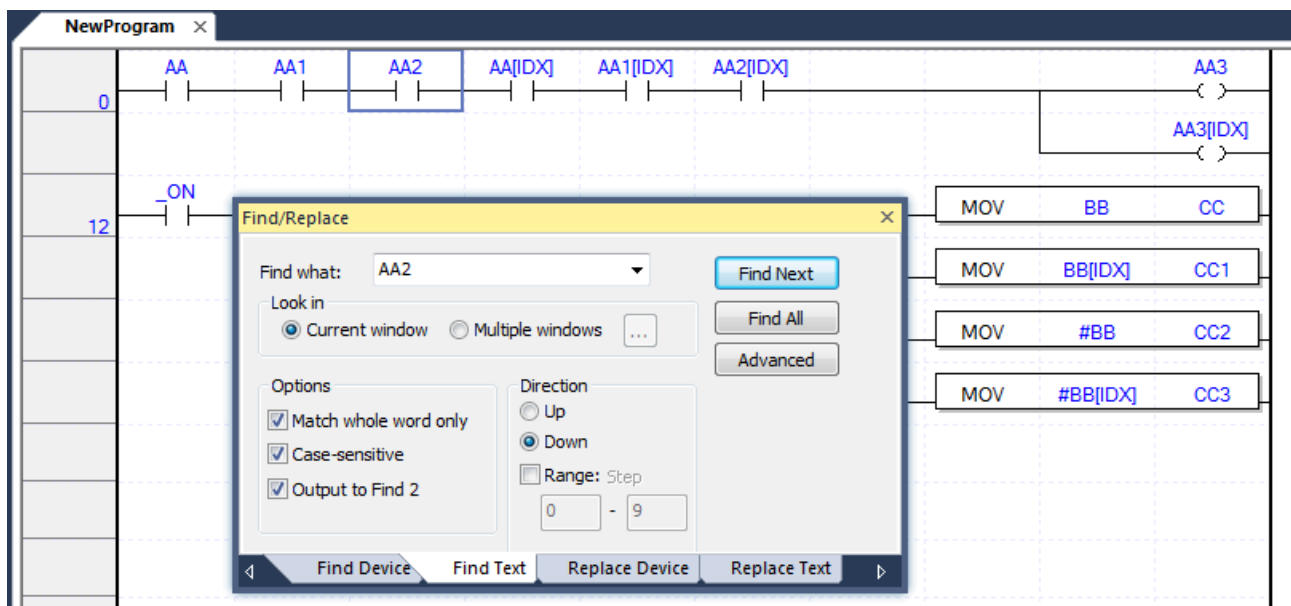 NewProgram ×
AA AA1 AA2 AA[IDX] AA1[IDX] AA2[IDX] AA3
0
AA3[IDX]
_ON
12
MOV BB CC
MOV BB[IDX] CC1
MOV #BB CC2
MOV #BB[IDX] CC3
Find/Replace ×
Find what: AA2
Find Next
Look in
Current window Multiple windows ...
Find All
Advanced
Options
Match whole word only
Case-sensitive
Output to Find 2
Direction
Up
Down
Range: Step
0 - 9
Find Device Find Text Replace Device Replace Text